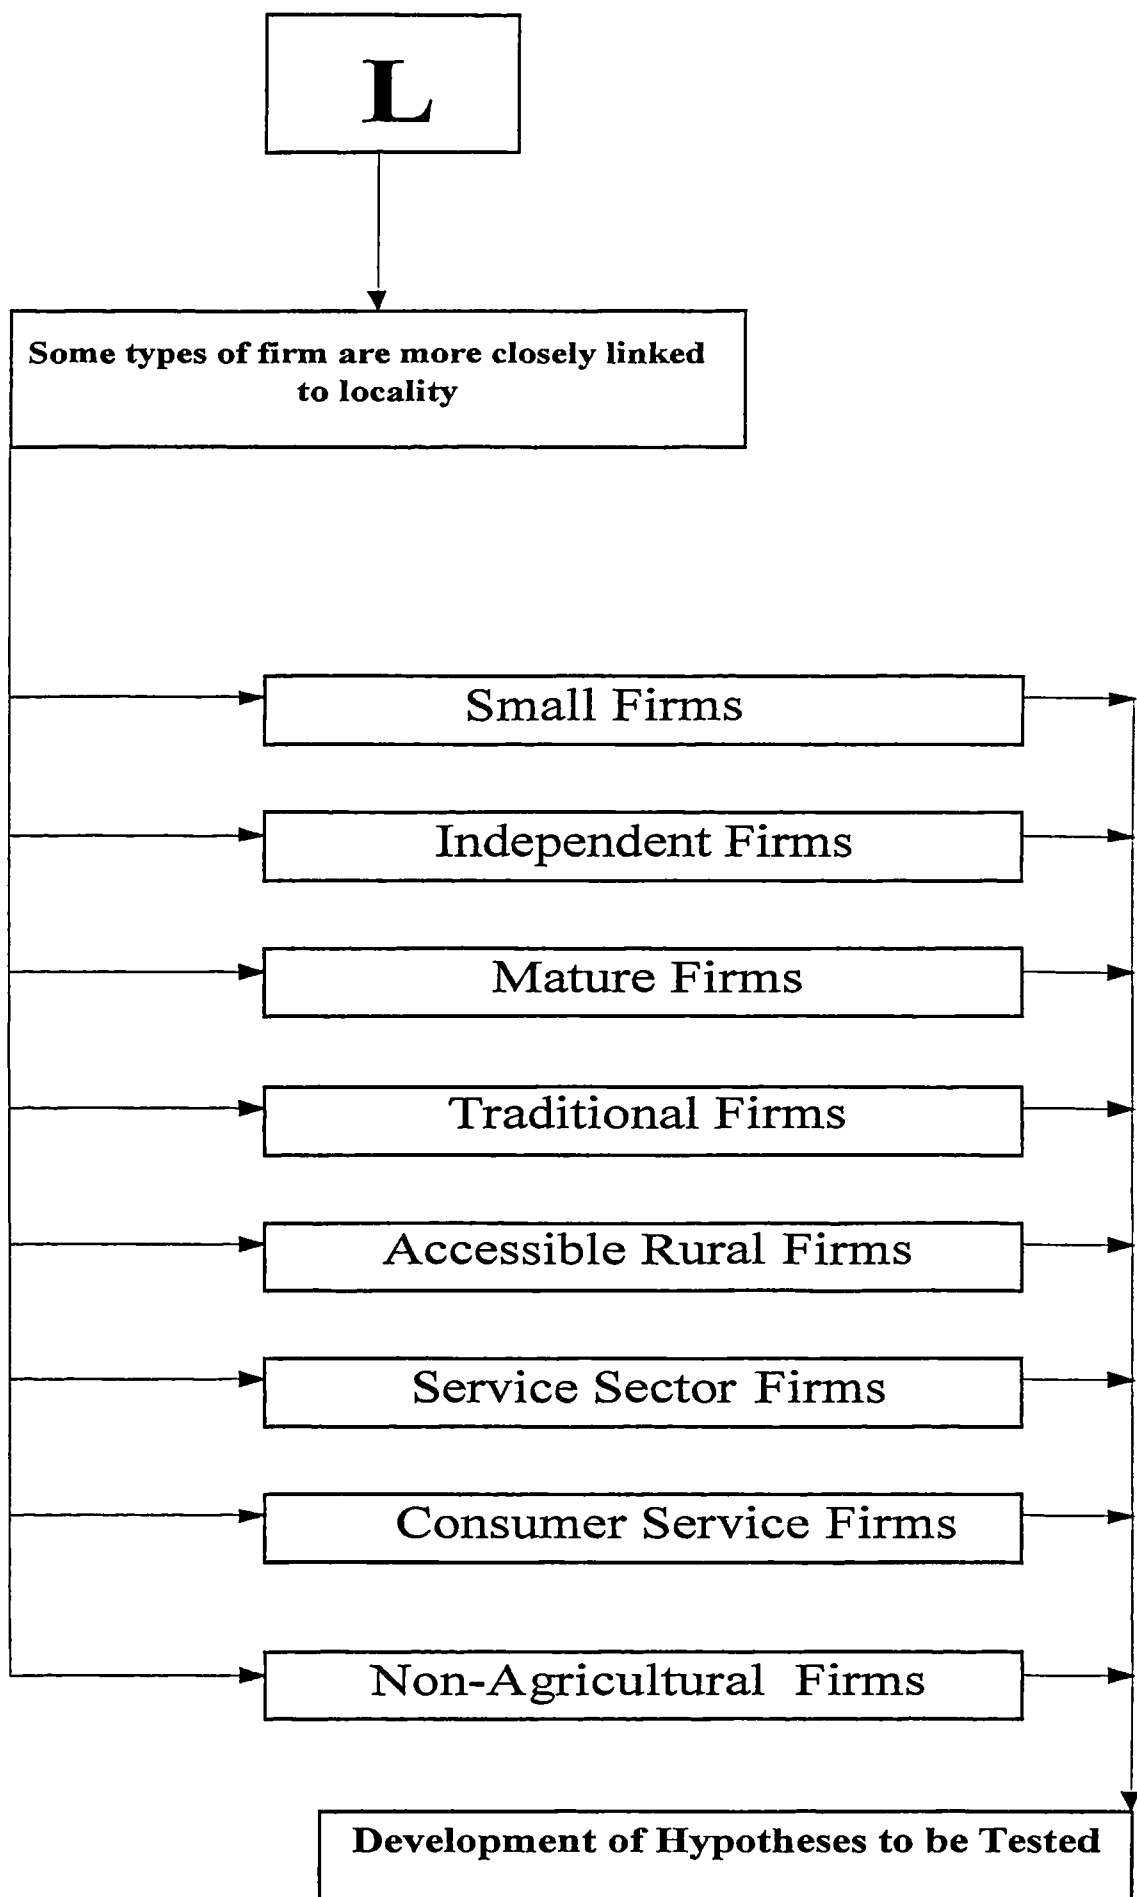 L
Some types of firm are more closely linked
to locality
Small Firms
Independent Firms
Mature Firms
Traditional Firms
Accessible Rural Firms
Service Sector Firms
Consumer Service Firms
Non-Agricultural Firms
Development of Hypotheses to be Tested